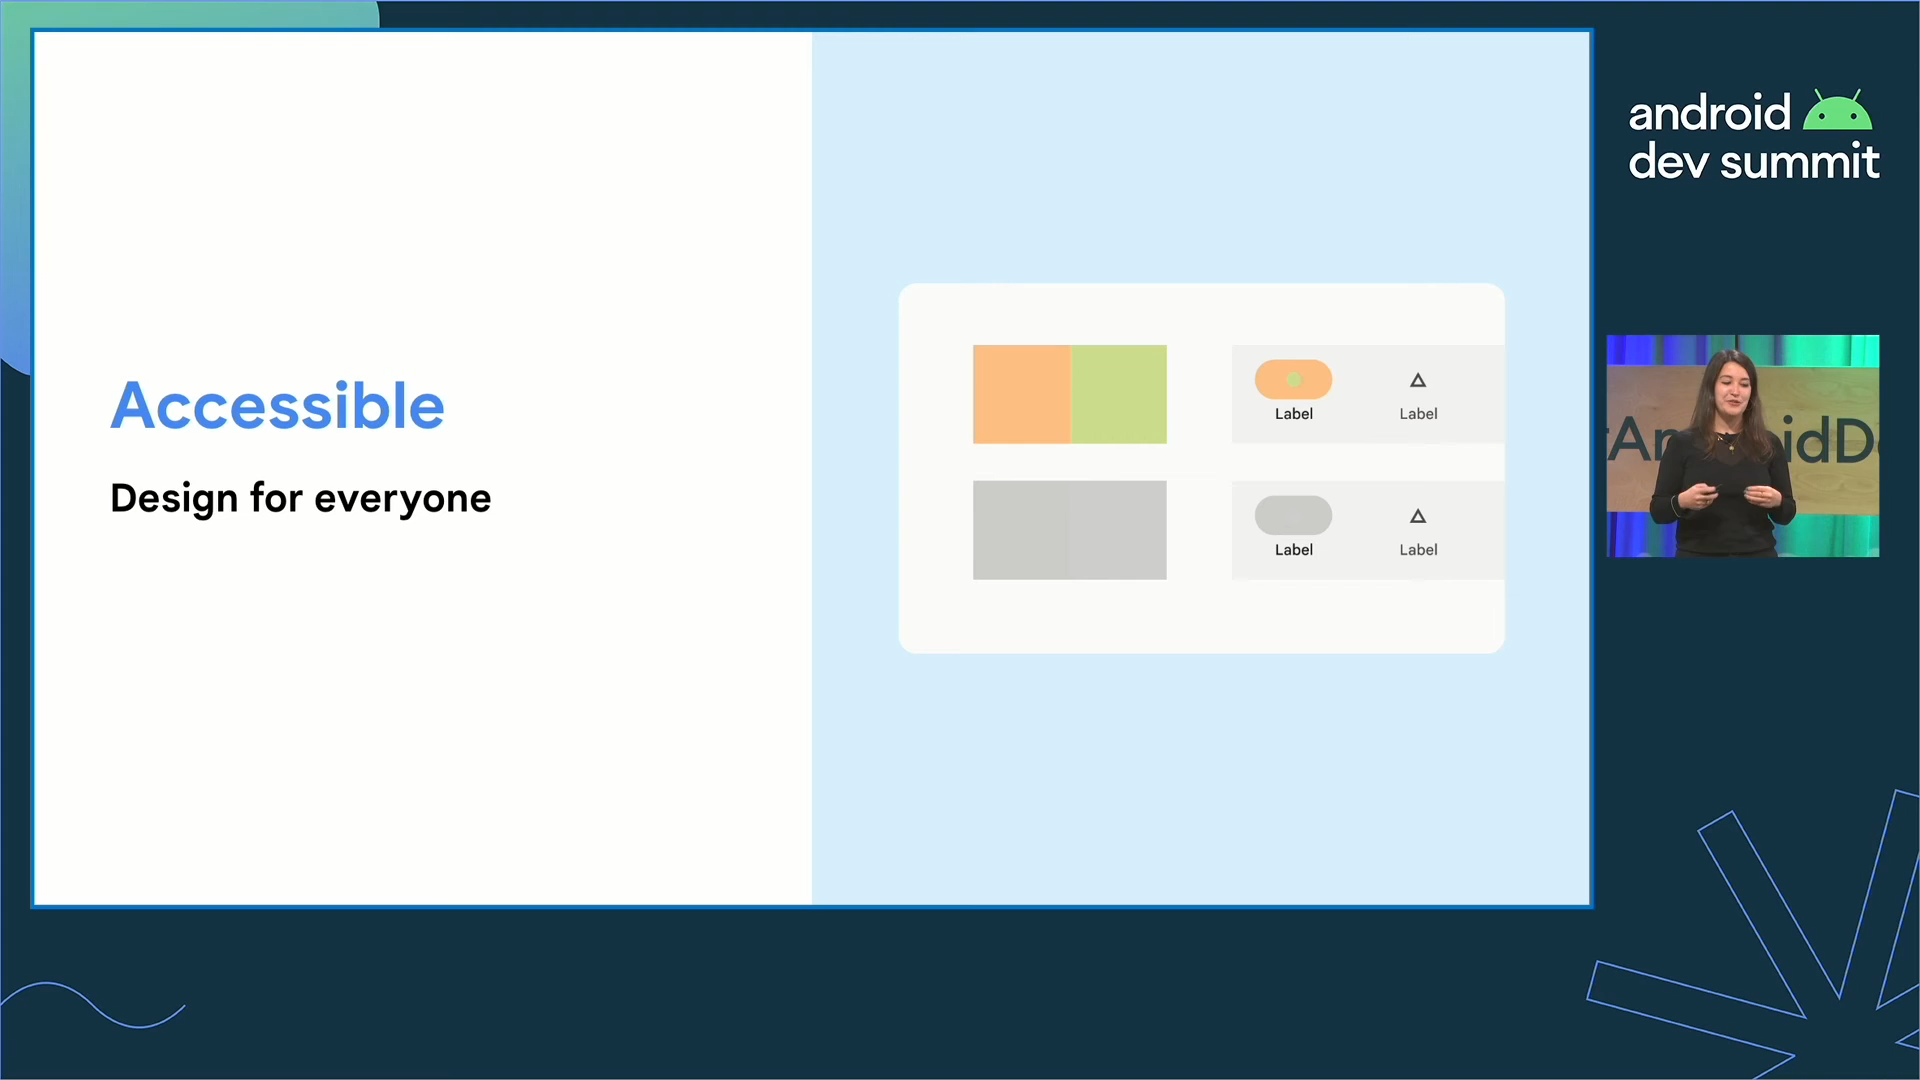 Accessible
Design for everyone
Label
Label
Label
Label
android
dev summit